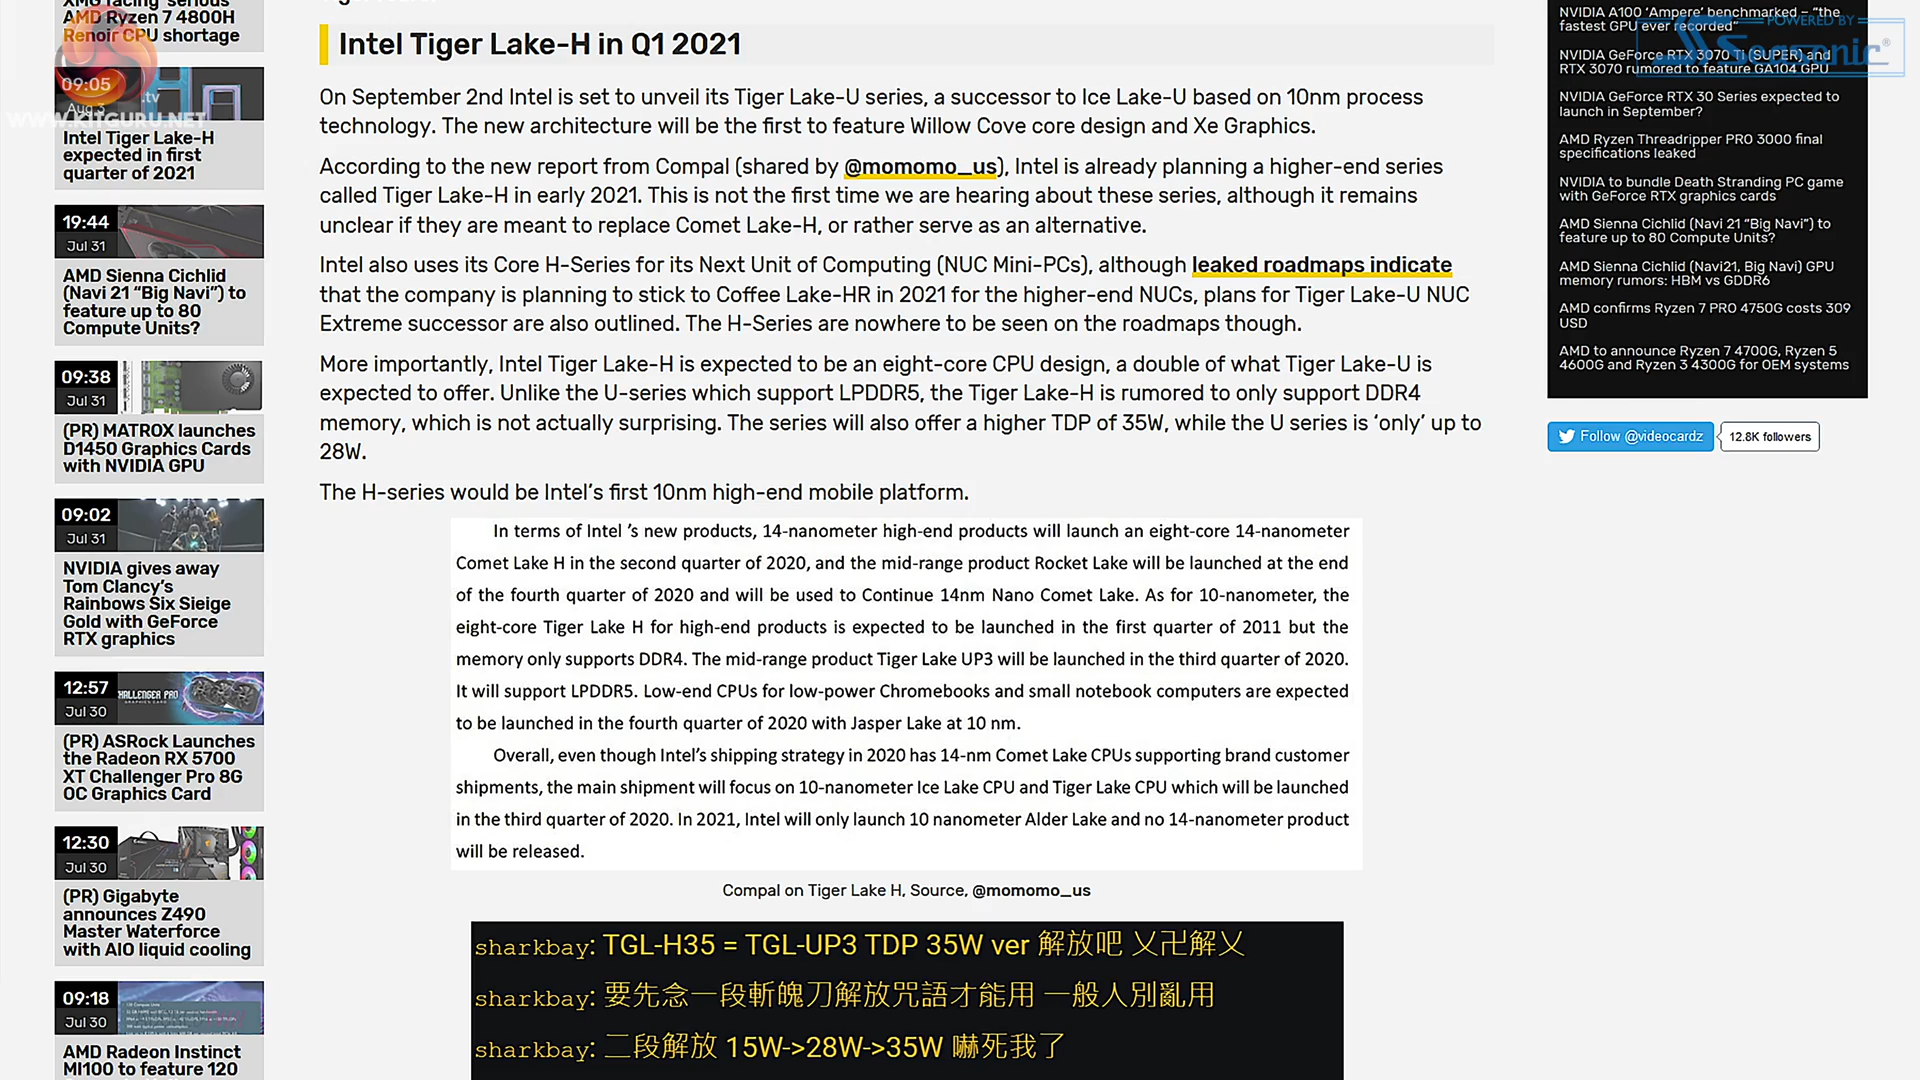 XMG facing 'serious'
AMD Ryzen 7 4800H
Renoir CPU shortage
09:05
Aug 3
.tv
WWW.KITGURU.NET
Intel Tiger Lake-H
expected in first
quarter of 2021
19:44
Jul 31
AMD Sienna Cichlid
(Navi 21 “Big Navi”) to
feature up to 80
Compute Units?
09:38
Jul 31
(PR) MATROX launches
D1450 Graphics Cards
with NVIDIA GPU
09:02
Jul 31
NVIDIA gives away
Tom Clancy’s
Rainbows Six Sieige
Gold with GeForce
RTX graphics
12:57
Jul 30
CHALLENGER PRO
(PR) ASRock Launches
the Radeon RX 5700
XT Challenger Pro 8G
OC Graphics Card
12:30
Jul 30
(PR) Gigabyte
announces Z490
Master Waterforce
with AIO liquid cooling
09:18
Jul 30
AMD Radeon Instinct
MI100 to feature 120
Intel Tiger Lake-H in Q1 2021
On September 2nd Intel is set to unveil its Tiger Lake-U series, a successor to Ice Lake-U based on 10nm process
technology. The new architecture will be the first to feature Willow Cove core design and Xe Graphics.
According to the new report from Compal (shared by @momomo_us), Intel is already planning a higher-end series
called Tiger Lake-H in early 2021. This is not the first time we are hearing about these series, although it remains
unclear if they are meant to replace Comet Lake-H, or rather serve as an alternative.
Intel also uses its Core H-Series for its Next Unit of Computing (NUC Mini-PCs), although leaked roadmaps indicate
that the company is planning to stick to Coffee Lake-HR in 2021 for the higher-end NUCs, plans for Tiger Lake-U NUC
Extreme successor are also outlined. The H-Series are nowhere to be seen on the roadmaps though.
More importantly, Intel Tiger Lake-H is expected to be an eight-core CPU design, a double of what Tiger Lake-U is
expected to offer. Unlike the U-series which support LPDDR5, the Tiger Lake-H is rumored to only support DDR4
memory, which is not actually surprising. The series will also offer a higher TDP of 35W, while the U series is ‘only’ up to
28W.
The H-series would be Intel’s first 10nm high-end mobile platform.
In terms of Intel ’s new products, 14-nanometer high-end products will launch an eight-core 14-nanometer
Comet Lake H in the second quarter of 2020, and the mid-range product Rocket Lake will be launched at the end
of the fourth quarter of 2020 and will be used to Continue 14nm Nano Comet Lake. As for 10-nanometer, the
eight-core Tiger Lake H for high-end products is expected to be launched in the first quarter of 2011 but the
memory only supports DDR4. The mid-range product Tiger Lake UP3 will be launched in the third quarter of 2020.
It will support LPDDR5. Low-end CPUs for low-power Chromebooks and small notebook computers are expected
to be launched in the fourth quarter of 2020 with Jasper Lake at 10 nm.
Overall, even though Intel’s shipping strategy in 2020 has 14-nm Comet Lake CPUs supporting brand customer
shipments, the main shipment will focus on 10-nanometer Ice Lake CPU and Tiger Lake CPU which will be launched
in the third quarter of 2020. In 2021, Intel will only launch 10 nanometer Alder Lake and no 14-nanometer product
will be released.
Compal on Tiger Lake H, Source, @momomo_us
sharkbay: TGL-H35 = TGL-UP3 TDP 35W ver 解放吧 乂卍解乂
sharkbay: 要先念一段斬魄刀解放咒語才能用 一般人別亂用
sharkbay: 二段解放 15W->28W->35W 嚇死我了
NVIDIA A100 ‘Ampere’ benchmarked – “the
fastest GPU ever recorded”
NVIDIA GeForce RTX 3070 Ti (SUPER) and
RTX 3070 rumored to feature GA104 GPU
NVIDIA GeForce RTX 30 Series expected to
launch in September?
AMD Ryzen Threadripper PRO 3000 final
specifications leaked
NVIDIA to bundle Death Stranding PC game
with GeForce RTX graphics cards
AMD Sienna Cichlid (Navi 21 “Big Navi”) to
feature up to 80 Compute Units?
AMD Sienna Cichlid (Navi21, Big Navi) GPU
memory rumors: HBM vs GDDR6
AMD confirms Ryzen 7 PRO 4750G costs 309
USD
AMD to announce Ryzen 7 4700G, Ryzen 5
4600G and Ryzen 3 4300G for OEM systems
POWERED BY
Seasonic®
Follow @videocardz
12.8K followers